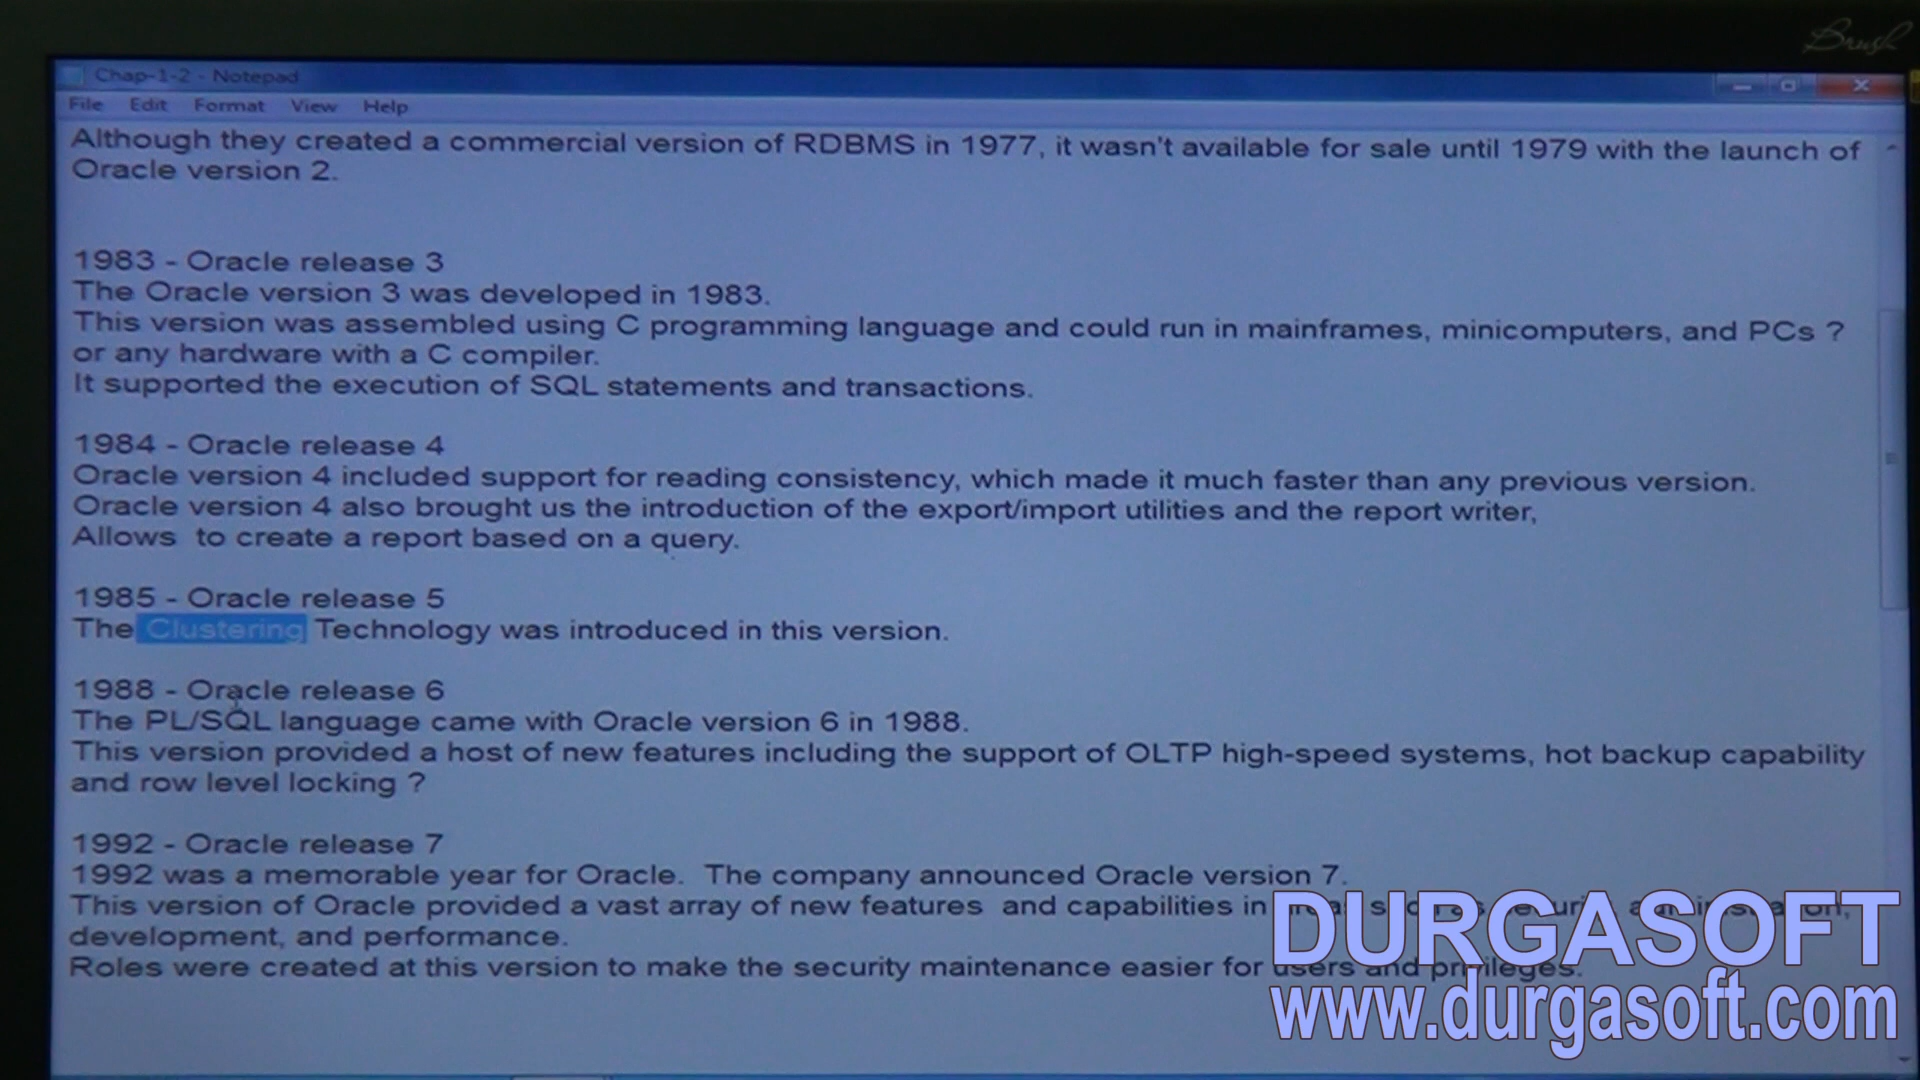 Brush
Chap-1-2 - Notepad
File Edit Format View Help
Although they created a commercial version of RDBMS in 1977, it wasn't available for sale until 1979 with the launch of
Oracle version 2.
1983 - Oracle release 3
The Oracle version 3 was developed in 1983.
This version was assembled using C programming language and could run in mainframes, minicomputers, and PCs ?
or any hardware with a C compiler.
It supported the execution of SQL statements and transactions.
1984 - Oracle release 4
Oracle version 4 included support for reading consistency, which made it much faster than any previous version.
Oracle version 4 also brought us the introduction of the export/import utilities and the report writer,
Allows to create a report based on a query.
1985 - Oracle release 5
The Clustering Technology was introduced in this version.
1988 - Oracle release 6
The PL/SQL language came with Oracle version 6 in 1988.
This version provided a host of new features including the support of OLTP high-speed systems, hot backup capability
and row level locking ?
1992 - Oracle release 7
1992 was a memorable year for Oracle. The company announced Oracle version 7.
This version of Oracle provided a vast array of new features and capabilities in
development, and performance.
Roles were created at this version to make the security maintenance easier for users and privileges.
DURGASOFT
www.durgasoft.com